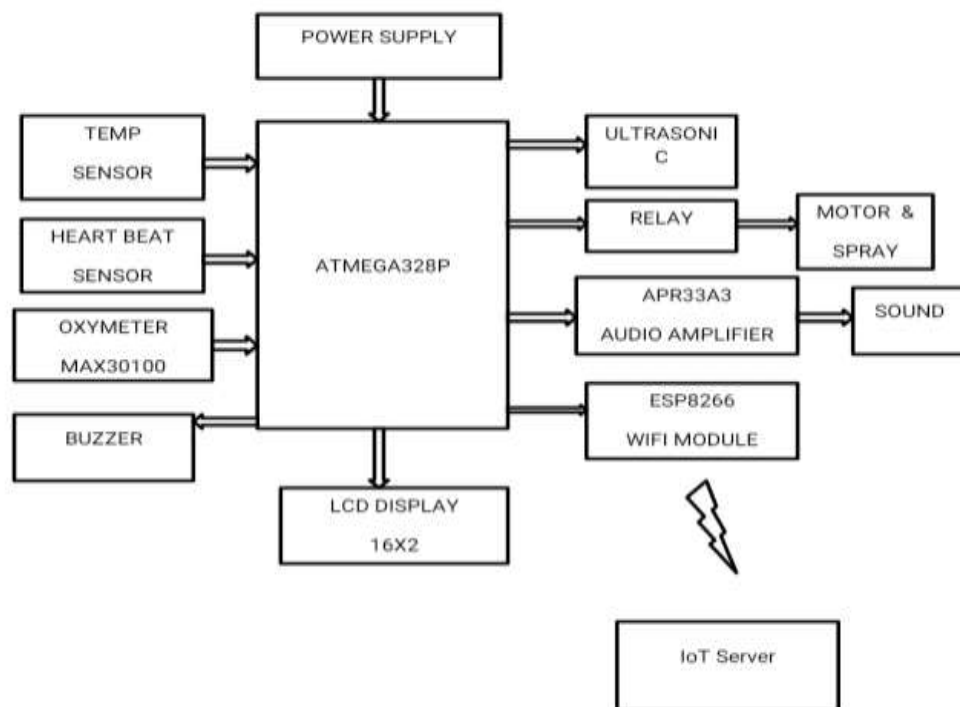 POWER SUPPLY
TEMP
SENSOR
HEART BEAT
SENSOR
OXYMETER
MAX30100
BUZZER
ATMEGA328P
LCD DISPLAY
16X2
ULTRASONI
C
RELAY
MOTOR &
SPRAY
APR33A3
AUDIO AMPLIFIER
SOUND
ESP8266
WIFI MODULE
IoT Server